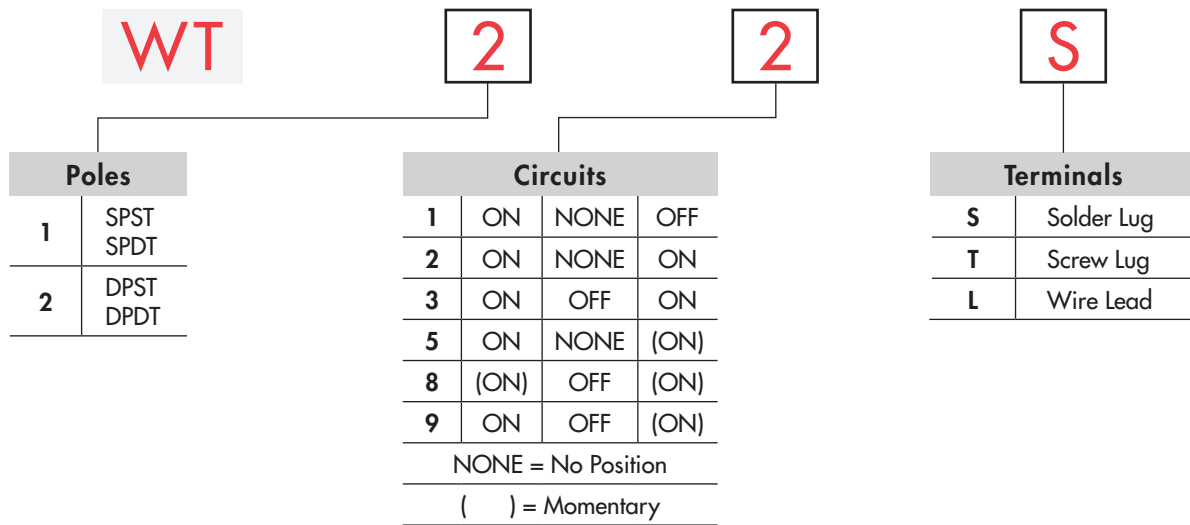 WT 2 2 S
Poles
1 SPST
SPDT
2 DPST
DPDT
Circuits
1 ON NONE OFF
2 ON NONE ON
3 ON OFF ON
5 ON NONE (ON)
8 (ON) OFF (ON)
9 ON OFF (ON)
NONE = No Position
( ) = Momentary
Terminals
S Solder Lug
T Screw Lug
L Wire Lead